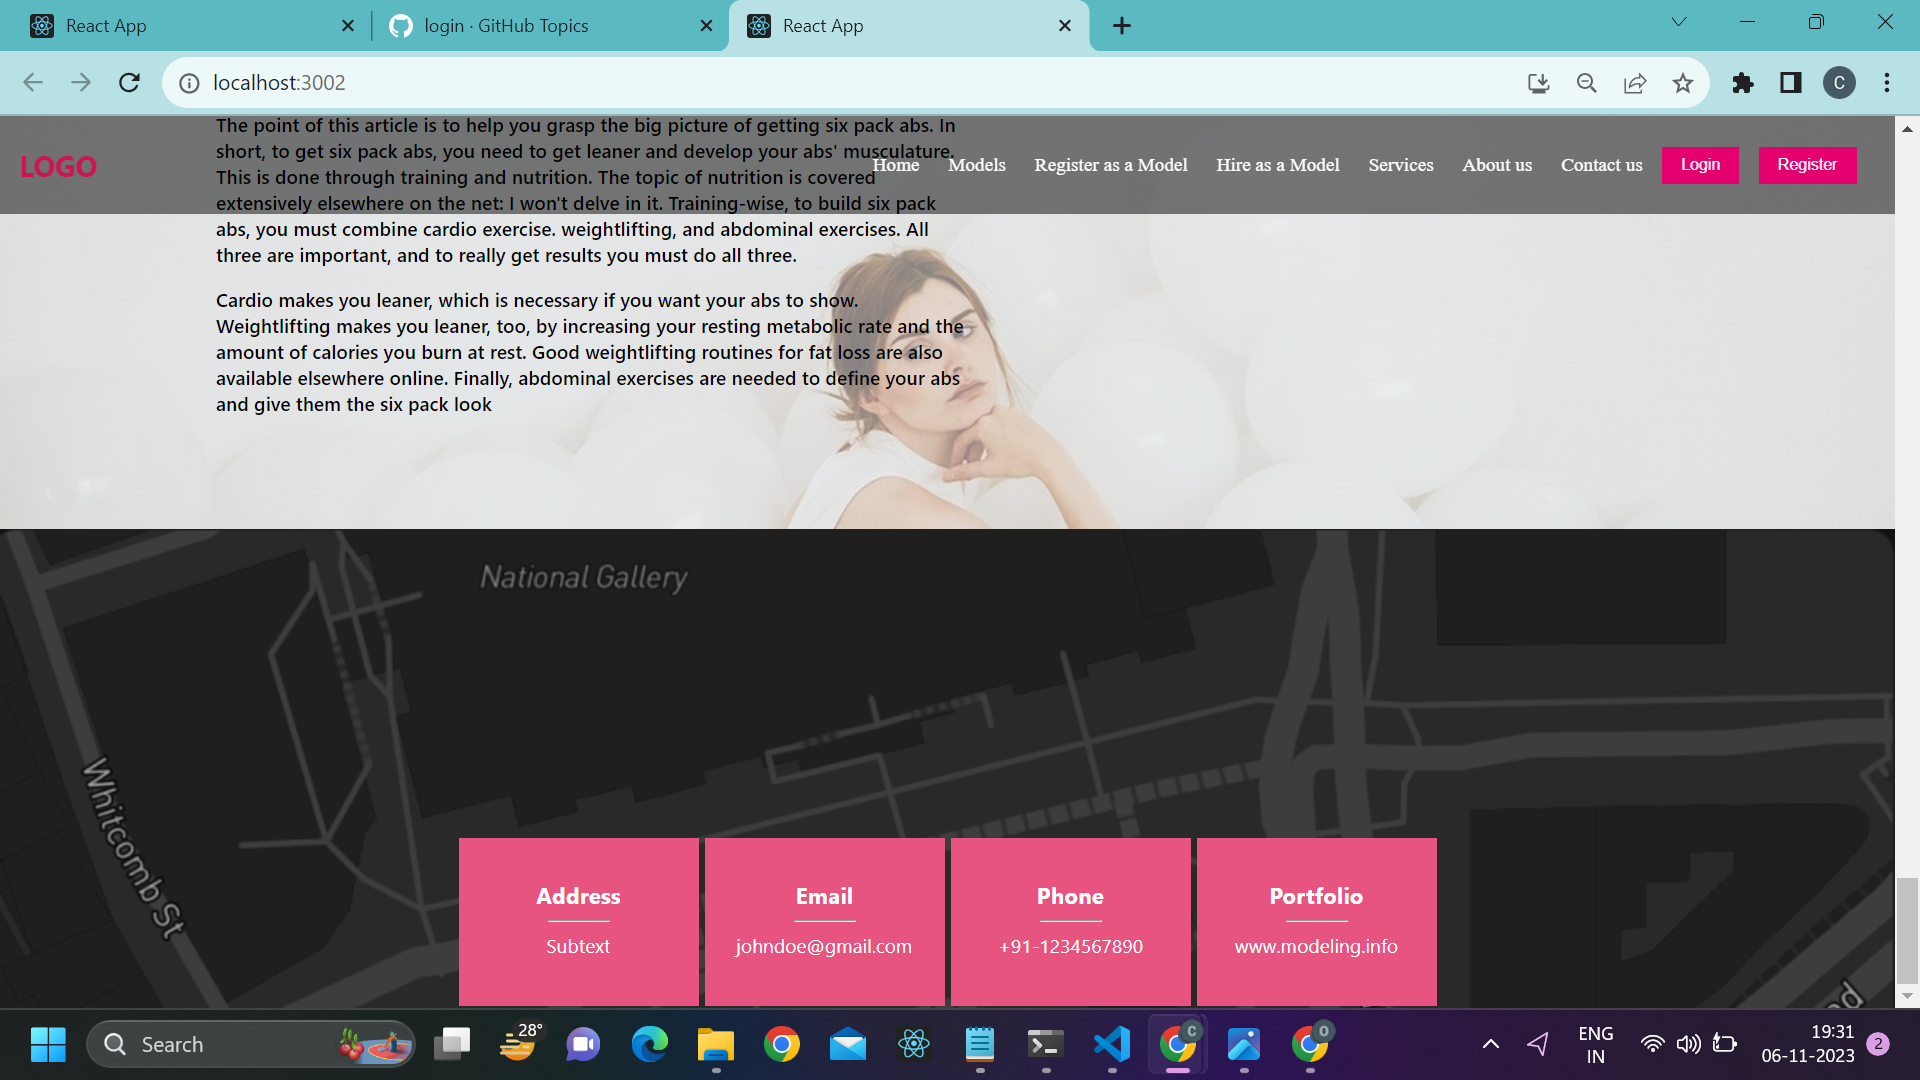 React App
login · GitHub Topics
React App
localhost:3002
C
The point of this article is to help you grasp the big picture of getting six pack abs. In
short, to get six pack abs, you need to get leaner and develop your abs' musculature.
This is done through training and nutrition. The topic of nutrition is covered
extensively elsewhere on the net: I won't delve in it. Training-wise, to build six pack
abs, you must combine cardio exercise. weightlifting, and abdominal exercises. All
three are important, and to really get results you must do all three.
LOGO
Home Models Register as a Model Hire as a Model Services About us Contact us Login Register
Cardio makes you leaner, which is necessary if you want your abs to show.
Weightlifting makes you leaner, too, by increasing your resting metabolic rate and the
amount of calories you burn at rest. Good weightlifting routines for fat loss are also
available elsewhere online. Finally, abdominal exercises are needed to define your abs
and give them the six pack look
National Gallery
Whitcomb St
Address
Subtext
Email
johndoe@gmail.com
Phone
+91-1234567890
Portfolio
www.modeling.info
Search
28°
C
O
ENG
IN
19:31
06-11-2023
2